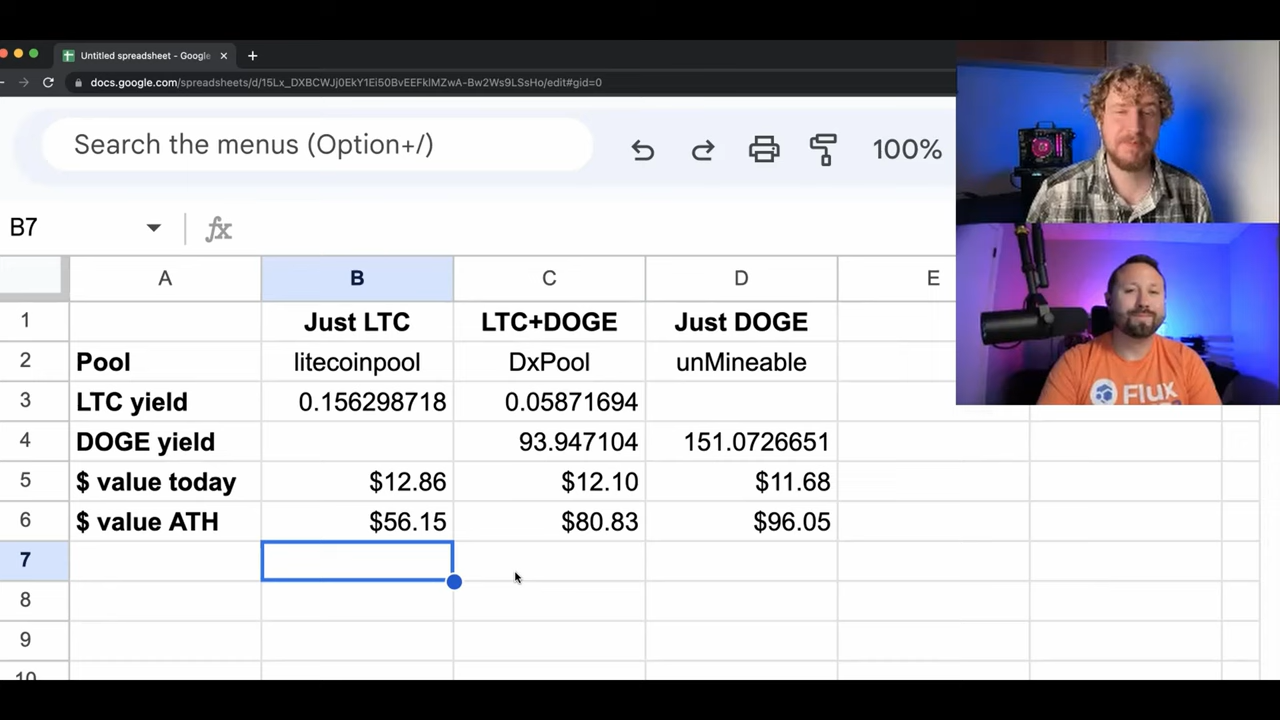 Untitled spreadsheet - Google
docs.google.com/spreadsheets/d/15Lx_DXBCWJj0EkY1Ei50BvEEFklMZwA-Bw2Ws9LSsHo/edit#gid=0
Search the menus (Option+/)
100%
B7
fx
A B C D E
1 Just LTC LTC+DOGE Just DOGE
2 Pool litecoinpool DxPool unMineable
3 LTC yield 0.156298718 0.05871694
4 DOGE yield 93.947104 151.0726651
5 $ value today $12.86 $12.10 $11.68
6 $ value ATH $56.15 $80.83 $96.05
7
8
9
10
Flux